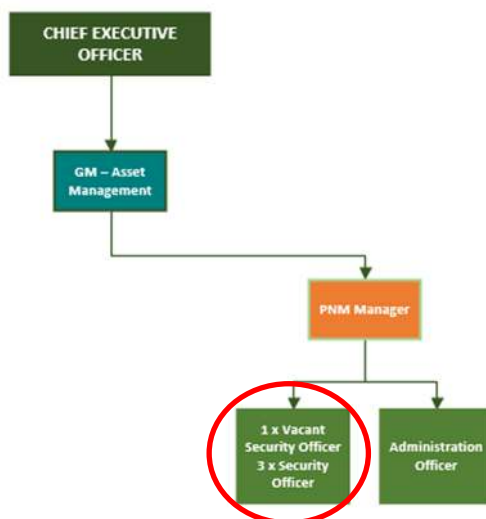 CHIEF EXECUTIVE
OFFICER
GM – Asset
Management
PNM Manager
1 x Vacant
Security Officer
3 x Security
Officer
Administration
Officer